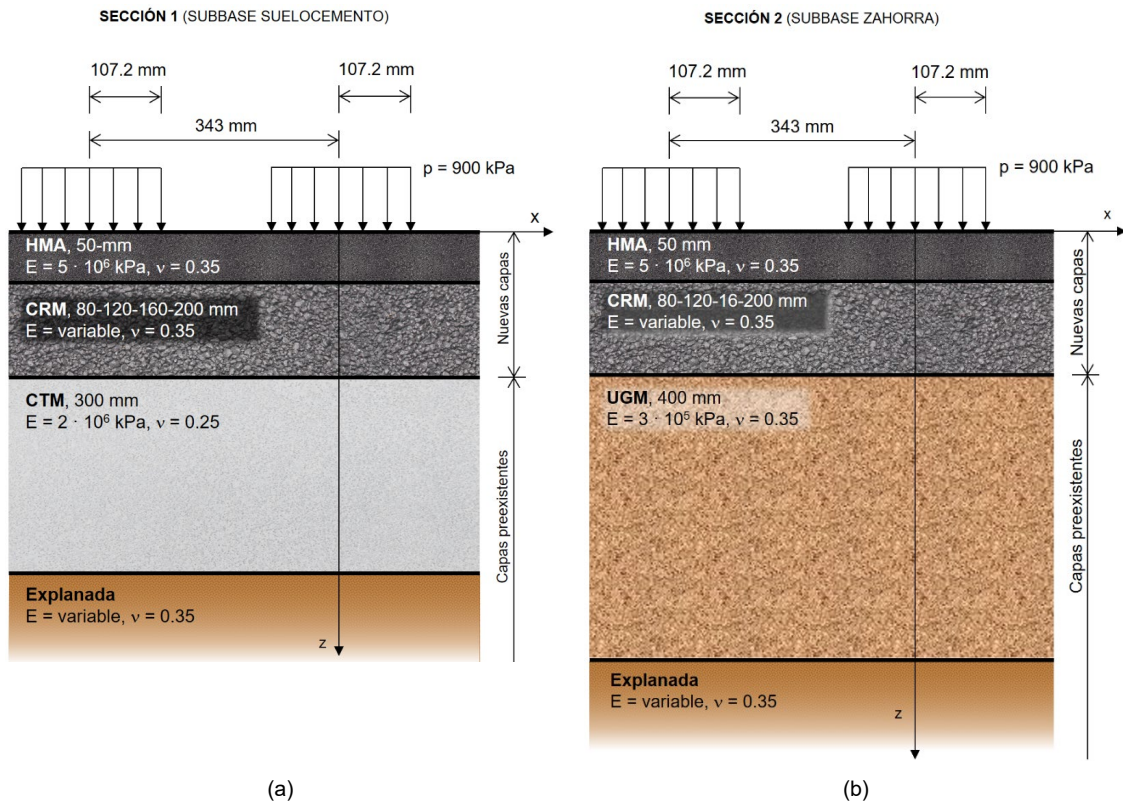 SECCIÓN 1 (SUBBASE SUELOCEMENTO)
107.2 mm
107.2 mm
343 mm
p = 900 kPa
x
HMA, 50-mm
E = 5 · 10⁶ kPa, ν = 0.35
CRM, 80-120-160-200 mm
E = variable, ν = 0.35
Nuevas capas
CTM, 300 mm
E = 2 · 10⁶ kPa, ν = 0.25
Capas preexistentes
Explanada
E = variable, ν = 0.35
z
(a)
SECCIÓN 2 (SUBBASE ZAHORRA)
107.2 mm
107.2 mm
343 mm
p = 900 kPa
x
HMA, 50 mm
E = 5 · 10⁶ kPa, ν = 0.35
CRM, 80-120-16-200 mm
E = variable, ν = 0.35
Nuevas capas
UGM, 400 mm
E = 3 · 10⁵ kPa, ν = 0.35
Capas preexistentes
Explanada
E = variable, ν = 0.35
z
(b)